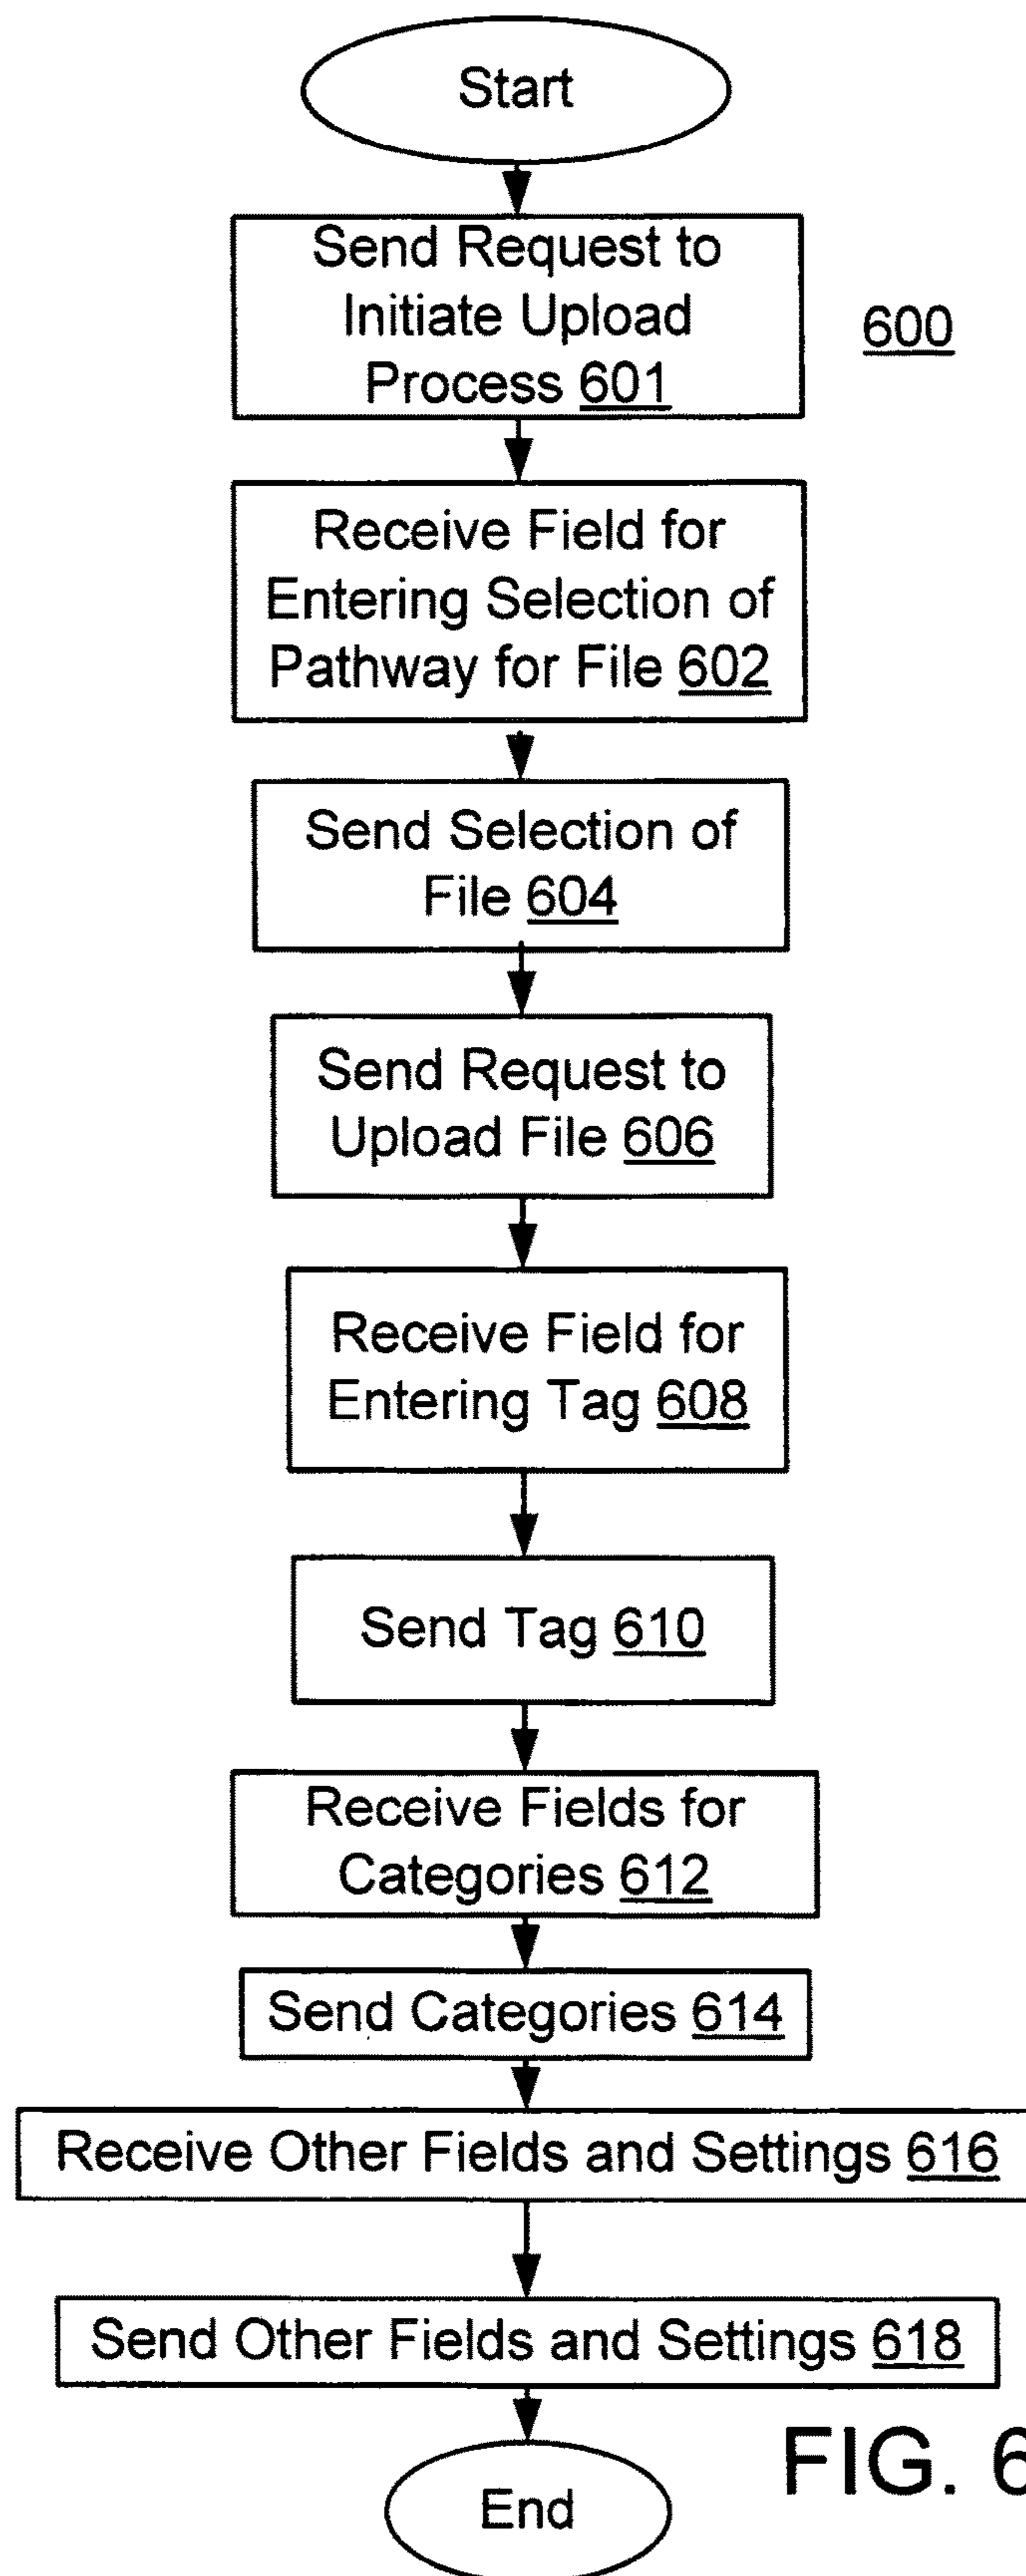 Start
Send Request to
Initiate Upload
Process 601
600
Receive Field for
Entering Selection of
Pathway for File 602
Send Selection of
File 604
Send Request to
Upload File 606
Receive Field for
Entering Tag 608
Send Tag 610
Receive Fields for
Categories 612
Send Categories 614
Receive Other Fields and Settings 616
Send Other Fields and Settings 618
FIG. 6
End